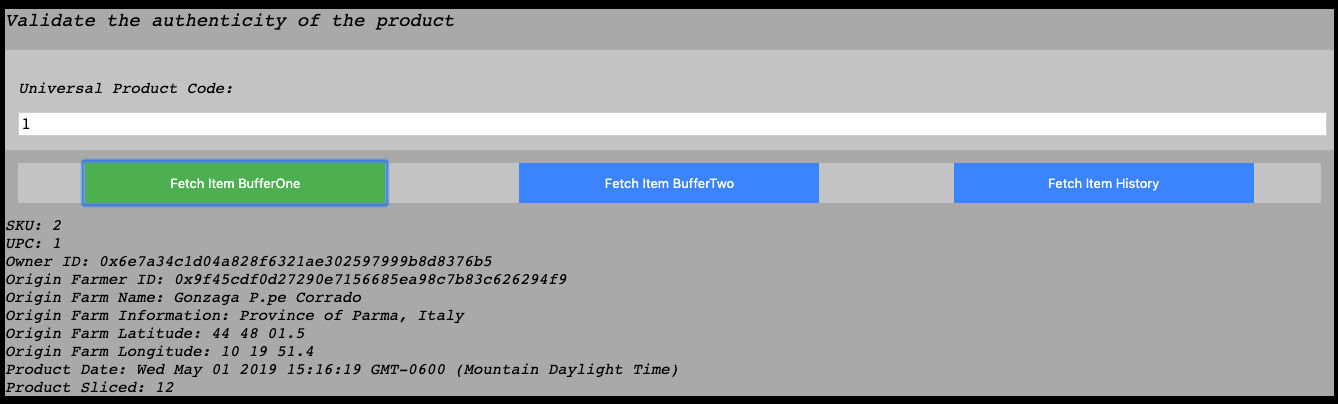 Validate the authenticity of the product
Universal Product Code:
1
Fetch Item BufferOne
Fetch Item BufferTwo
Fetch Item History
SKU: 2
UPC: 1
Owner ID: 0x6e7a34c1d04a828f6321ae302597999b8d8376b5
Origin Farmer ID: 0x9f45cdf0d27290e7156685ea98c7b83c626294f9
Origin Farm Name: Gonzaga P.pe Corrado
Origin Farm Information: Province of Parma, Italy
Origin Farm Latitude: 44 48 01.5
Origin Farm Longitude: 10 19 51.4
Product Date: Wed May 01 2019 15:16:19 GMT-0600 (Mountain Daylight Time)
Product Sliced: 12